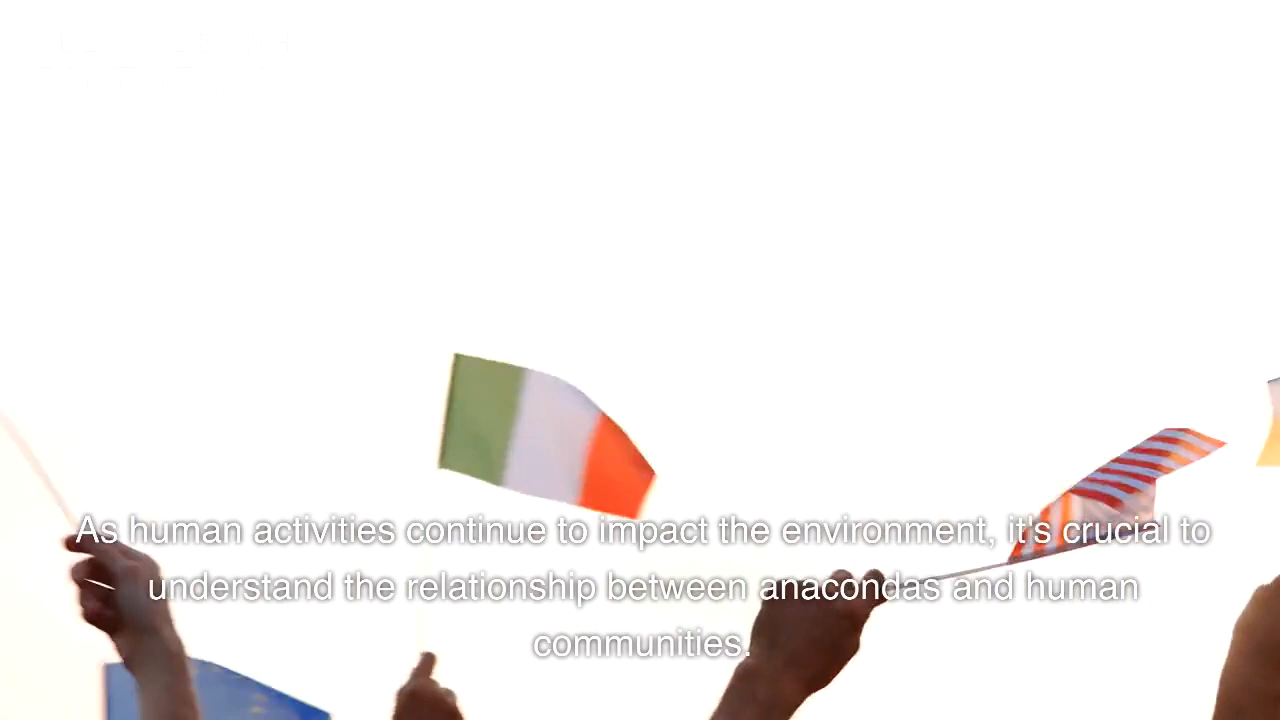 As human activities continue to impact the environment, it's crucial to
understand the relationship between anacondas and human
communities.